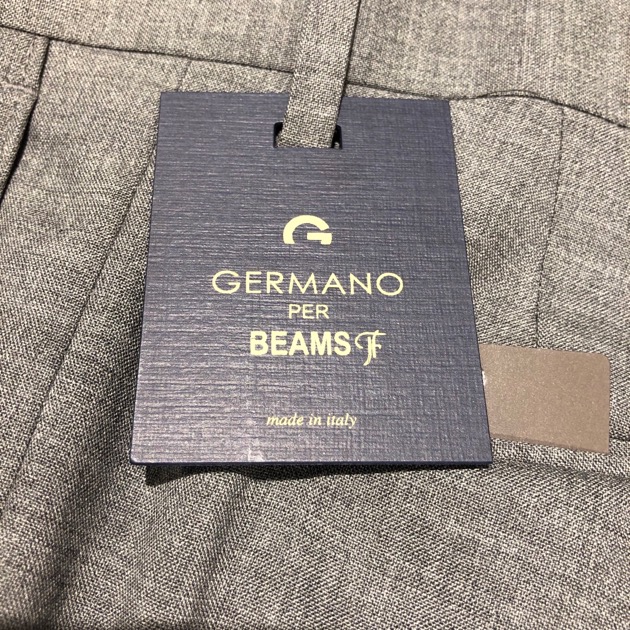 G
GERMANO
PER
BEAMS F
made in italy